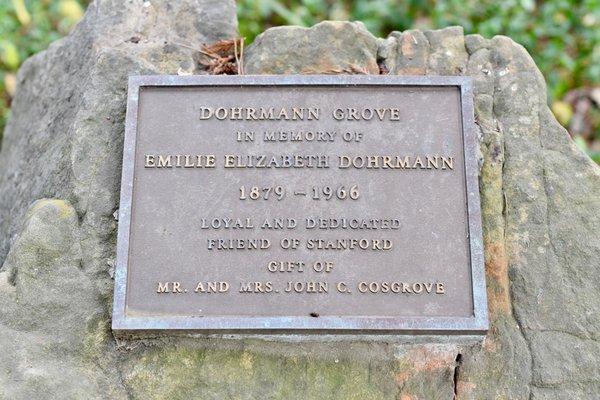 DOHRMANN GROVE
IN MEMORY OF
EMILIE ELIZABETH DOHRMANN
1879 – 1966
LOYAL AND DEDICATED
FRIEND OF STANFORD
GIFT OF
MR. AND MRS. JOHN C. COSGROVE